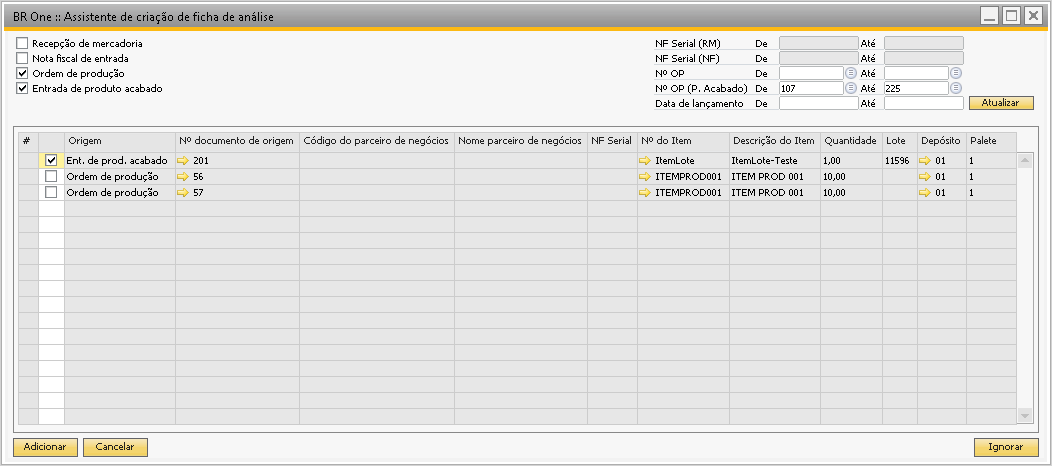 BR One :: Assistente de criação de ficha de análise
Recepção de mercadoria
Nota fiscal de entrada
Ordem de produção
Entrada de produto acabado
NF Serial (RM) De Até
NF Serial (NF) De Até
Nº OP De Até
Nº OP (P. Acabado) De 107 Até 225
Data de lançamento De Até Atualizar
# Origem Nº documento de origem Código do parceiro de negócios Nome parceiro de negócios NF Serial Nº do Item Descrição do Item Quantidade Lote Depósito Palete
Ent. de prod. acabado 201 ItemLote ItemLote-Teste 1,00 11596 01 1
Ordem de produção 56 ITEMPROD001 ITEM PROD 001 10,00 01 1
Ordem de produção 57 ITEMPROD001 ITEM PROD 001 10,00 01 1
Adicionar Cancelar Ignorar